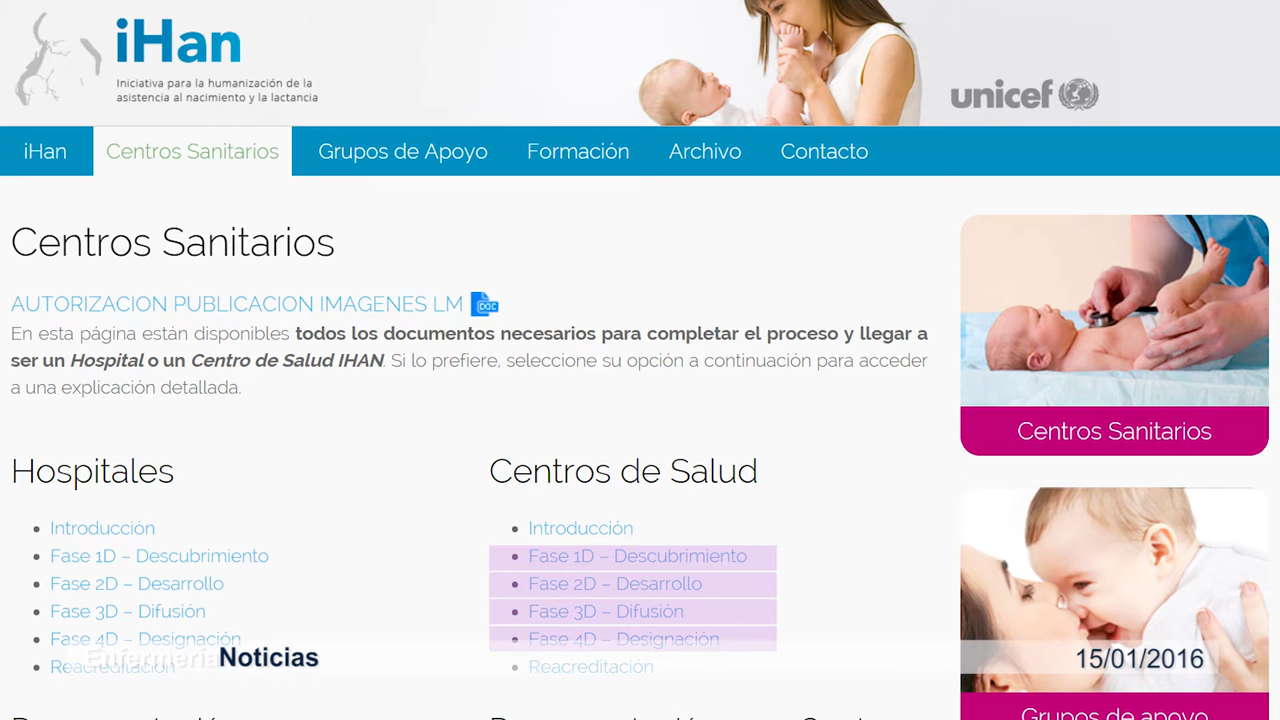 iHan
Iniciativa para la humanización de la
asistencia al nacimiento y la lactancia
unicef
iHan Centros Sanitarios Grupos de Apoyo Formación Archivo Contacto
Centros Sanitarios
AUTORIZACION PUBLICACION IMAGENES LM DOC
En esta página están disponibles todos los documentos necesarios para completar el proceso y llegar a
ser un Hospital o un Centro de Salud IHAN. Si lo prefiere, seleccione su opción a continuación para acceder
a una explicación detallada.
Centros Sanitarios
Hospitales
Introducción
Fase 1D – Descubrimiento
Fase 2D – Desarrollo
Fase 3D – Difusión
Fase 4D – Designación
Reacreditación
Centros de Salud
Introducción
Fase 1D – Descubrimiento
Fase 2D – Desarrollo
Fase 3D – Difusión
Fase 4D – Designación
Reacreditación
EnfermeríaNoticias
15/01/2016
Grupos de apoyo